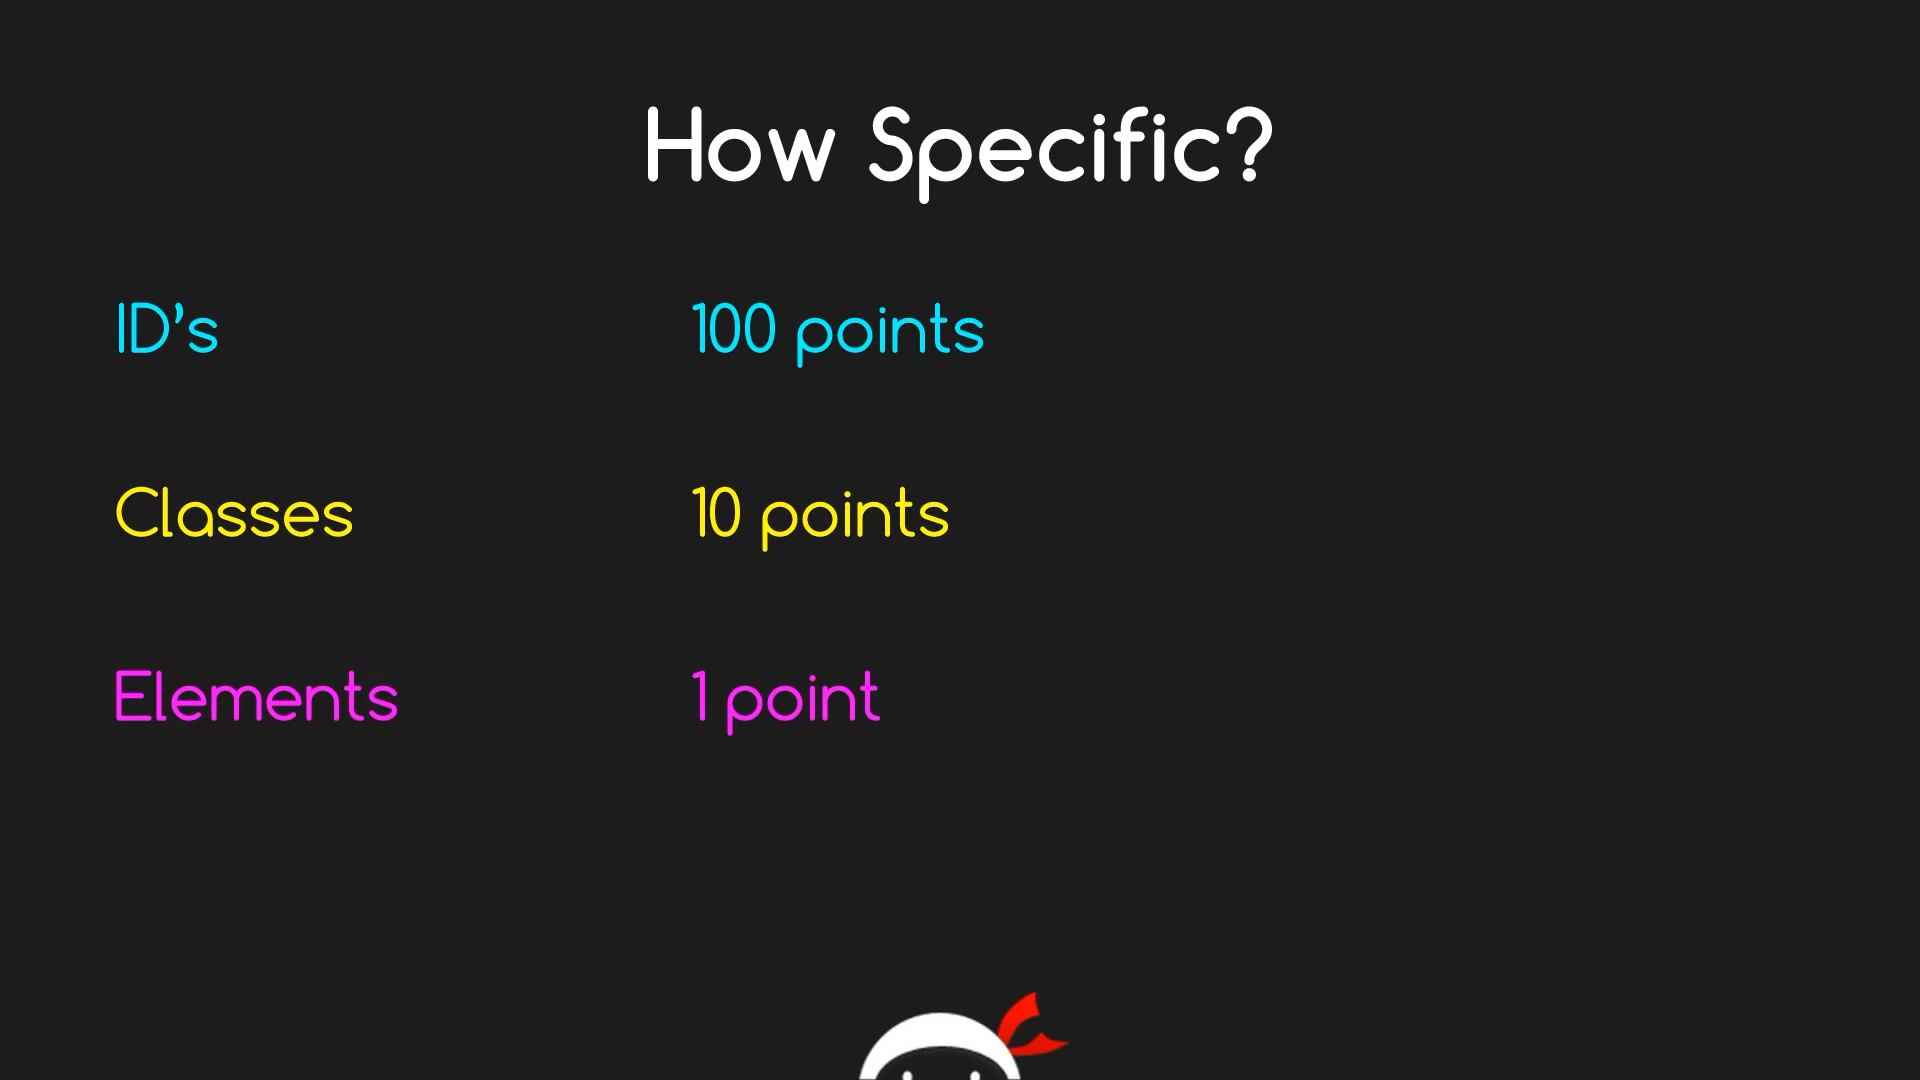 How Specific?
ID’s 100 points
Classes 10 points
Elements 1 point